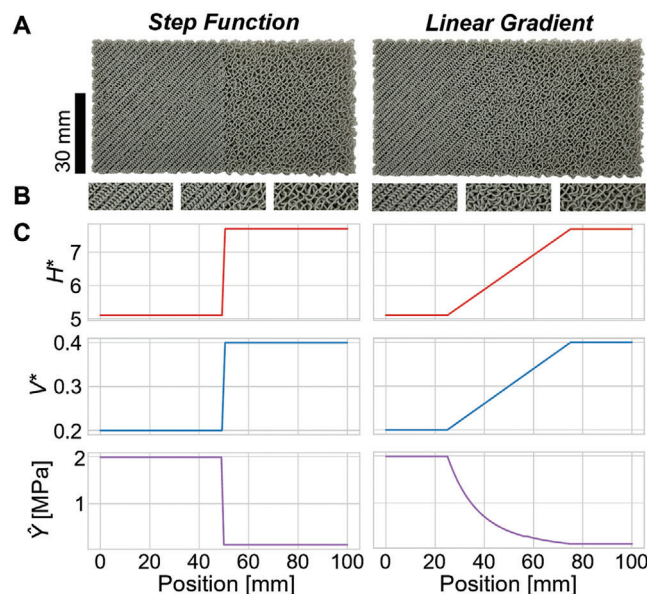 A
Step Function
Linear Gradient
30 mm
B
C
H*
7
6
5
V*
0.4
0.3
0.2
Ŷ [MPa]
2
1
0 20 40 60 80 100
0 20 40 60 80 100
Position [mm]
Position [mm]